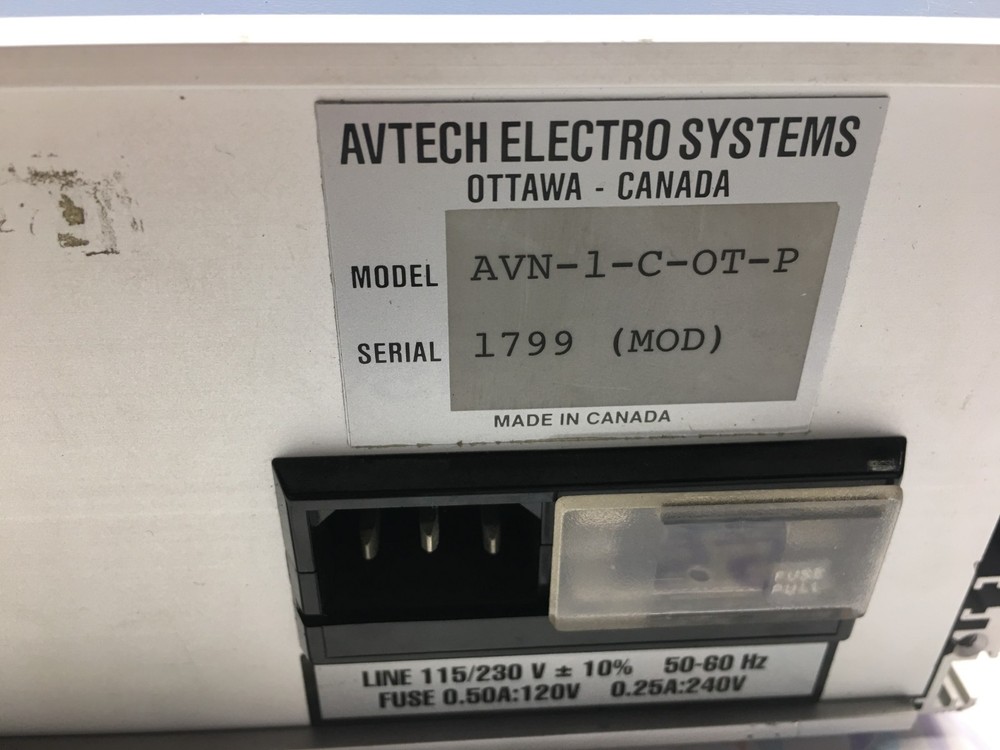 AVTECH ELECTRO SYSTEMS
OTTAWA - CANADA
MODEL AVN-1-C-OT-P
SERIAL 1799 (MOD)
MADE IN CANADA
FUSE
PULL
LINE 115/230 V ± 10% 50-60 Hz
FUSE 0.50A:120V 0.25A:240V